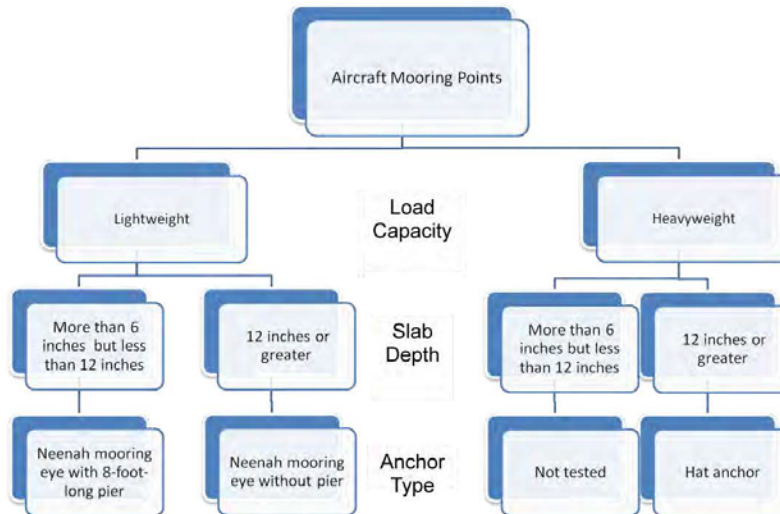 Aircraft Mooring Points
Lightweight
Load
Capacity
Heavyweight
More than 6
inches but less
than 12 inches
12 inches or
greater
Slab
Depth
More than 6
inches but less
than 12 inches
12 inches or
greater
Neenah mooring
eye with 8-foot-
long pier
Neenah mooring
eye without pier
Anchor
Type
Not tested
Hat anchor